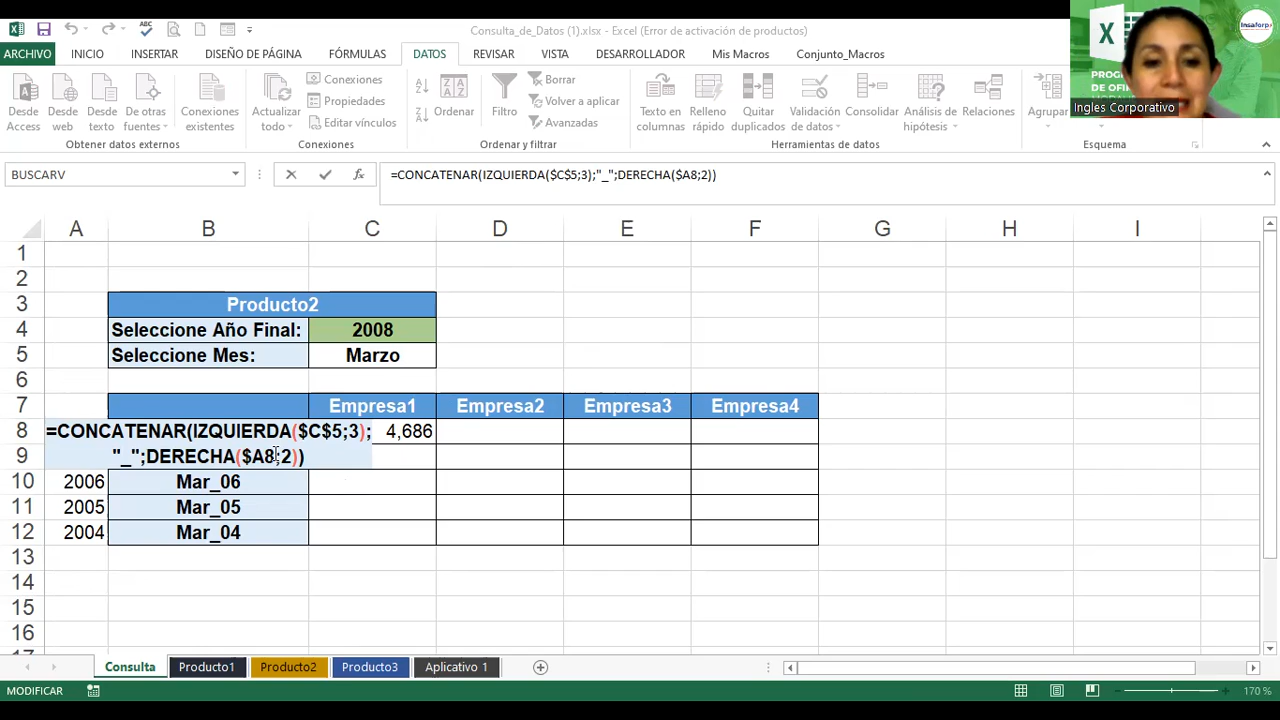 Consulta_de_Datos (1).xlsx - Excel (Error de activación de productos)
ARCHIVO INICIO INSERTAR DISEÑO DE PÁGINA FÓRMULAS DATOS REVISAR VISTA DESARROLLADOR Mis Macros Conjunto_Macros
Desde Access
Desde web
Desde texto
De otras fuentes
Conexiones existentes
Actualizar todo
Conexiones
Propiedades
Editar vínculos
Ordenar
Filtro
Borrar
Volver a aplicar
Avanzadas
Texto en columnas
Relleno rápido
Quitar duplicados
Validación de datos
Consolidar
Análisis de hipótesis
Relaciones
Agrupar
Obtener datos externos Conexiones Ordenar y filtrar Herramientas de datos Esquema
X
Insaforp
PROG
DE OFI
Ingles Corporativo
BUSCARV fx =CONCATENAR(IZQUIERDA($C$5;3);"_";DERECHA($A8;2))
A B C D E F G H I
1
2
3 Producto2
4 Seleccione Año Final: 2008
5 Seleccione Mes: Marzo
6
7 Empresa1 Empresa2 Empresa3 Empresa4
8 =CONCATENAR(IZQUIERDA($C$5;3); 4,686
9 "_";DERECHA($A8;2))
10 2006 Mar_06
11 2005 Mar_05
12 2004 Mar_04
13
14
15
16
Consulta Producto1 Producto2 Producto3 Aplicativo 1
MODIFICAR 170 %